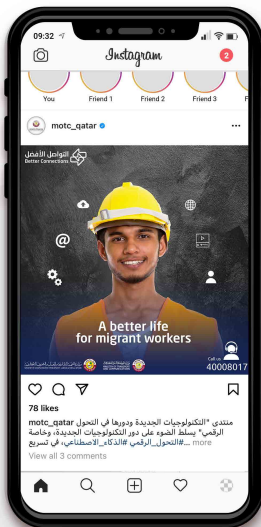 09:32
Instagram
2
You
Friend 1
Friend 2
Friend 3
motc_qatar
التواصل الأفضل
Better Connections
@
A better life
for migrant workers
Call us
40008017
78 likes
motc_qatar منتدى "التكنولوجيات الجديدة ودورها في التحول
الرقمي" يسلط الضوء على دور التكنولوجيات الجديدة، وخاصة
#التحول_الرقمي #الذكاء_الاصطناعي، في تسريع... more
View all 3 comments